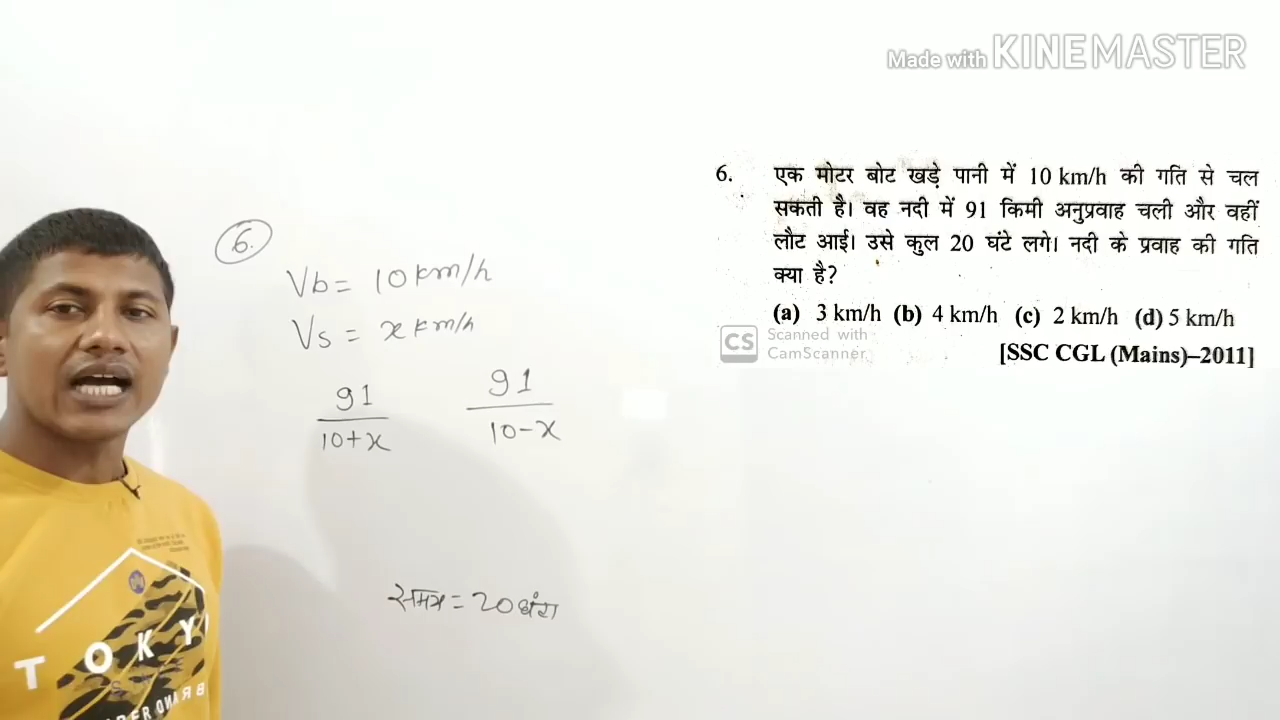 Made with KINEMASTER
6. एक मोटर बोट खड़े पानी में 10 km/h की गति से चल
सकती है। वह नदी में 91 किमी अनुप्रवाह चली और वहीं
लौट आई। उसे कुल 20 घंटे लगे। नदी के प्रवाह की गति
क्या है?
(a) 3 km/h (b) 4 km/h (c) 2 km/h (d) 5 km/h
[SSC CGL (Mains)–2011]
CS Scanned with
CamScanner
6.
Vb = 10 km/h
Vs = x km/h
91 91
10+x 10-x
समय = 20 घंटा
TOKY